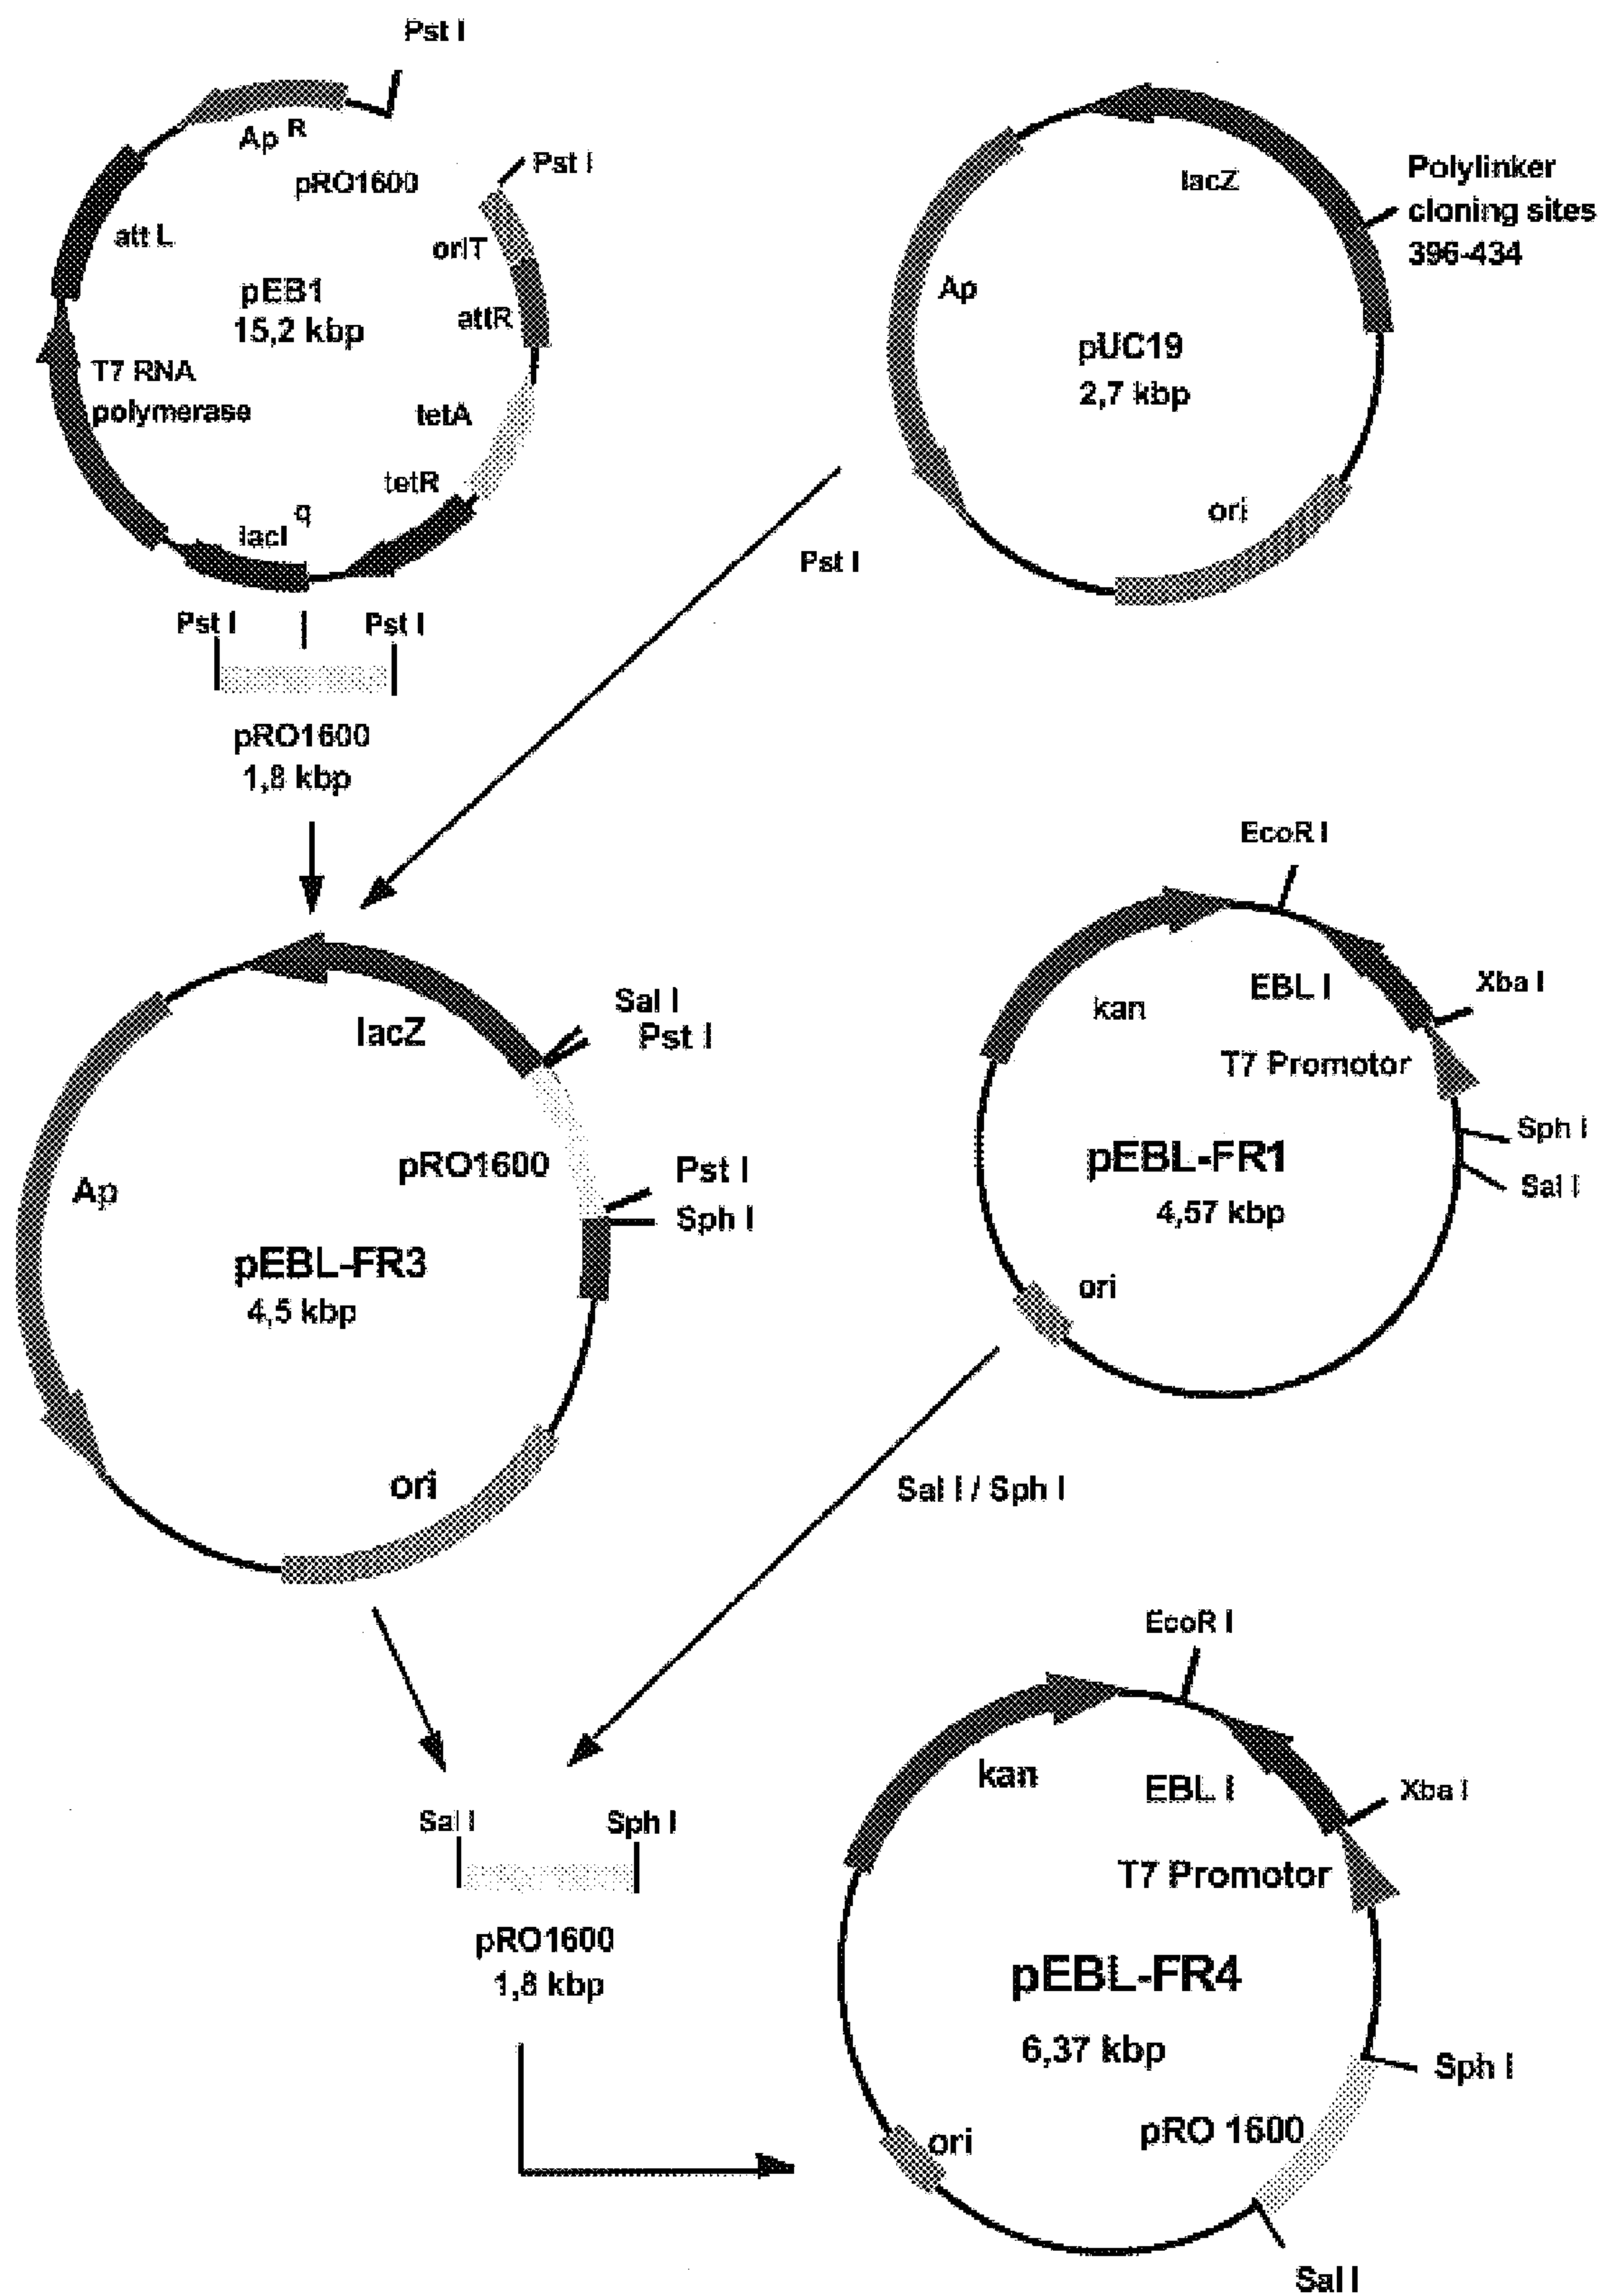 Pst I
Ap R
pRO1600
Pst I
oriT
att L
pEB1
15,2 kbp
attR
T7 RNA
polymerase
tetA
tetR
lacI q
Pst I
Pst I
pRO1600
1,8 kbp
lacZ
Polylinker
cloning sites
396-434
Ap
pUC19
2,7 kbp
ori
Pst I
lacZ
Sal I
Pst I
pRO1600
Pst I
Sph I
Ap
pEBL-FR3
4,5 kbp
ori
EcoR I
kan
EBL I
Xba I
T7 Promotor
Sph I
pEBL-FR1
Sal I
4,57 kbp
ori
Sal I / Sph I
Sal I
Sph I
pRO1600
1,8 kbp
EcoR I
kan
EBL I
Xba I
T7 Promotor
pEBL-FR4
6,37 kbp
Sph I
pRO 1600
ori
Sal I